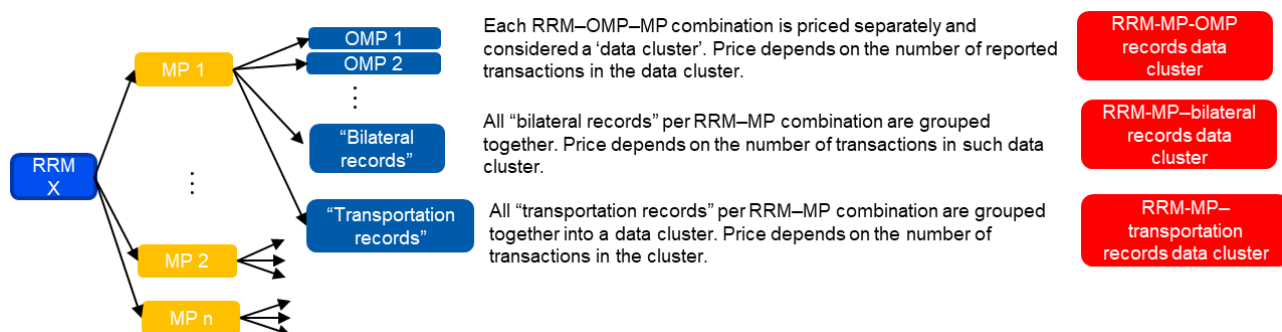 RRM
X
MP 1
⋮
MP 2
MP n
OMP 1
OMP 2
⋮
“Bilateral
records”
“Transportation
records”
Each RRM–OMP–MP combination is priced separately and
considered a ‘data cluster’. Price depends on the number of reported
transactions in the data cluster.
All “bilateral records” per RRM–MP combination are grouped
together. Price depends on the number of transactions in such data
cluster.
All “transportation records” per RRM–MP combination are grouped
together into a data cluster. Price depends on the number of
transactions in the cluster.
RRM-MP-OMP
records data
cluster
RRM-MP–bilateral
records data
cluster
RRM-MP–
transportation
records data cluster